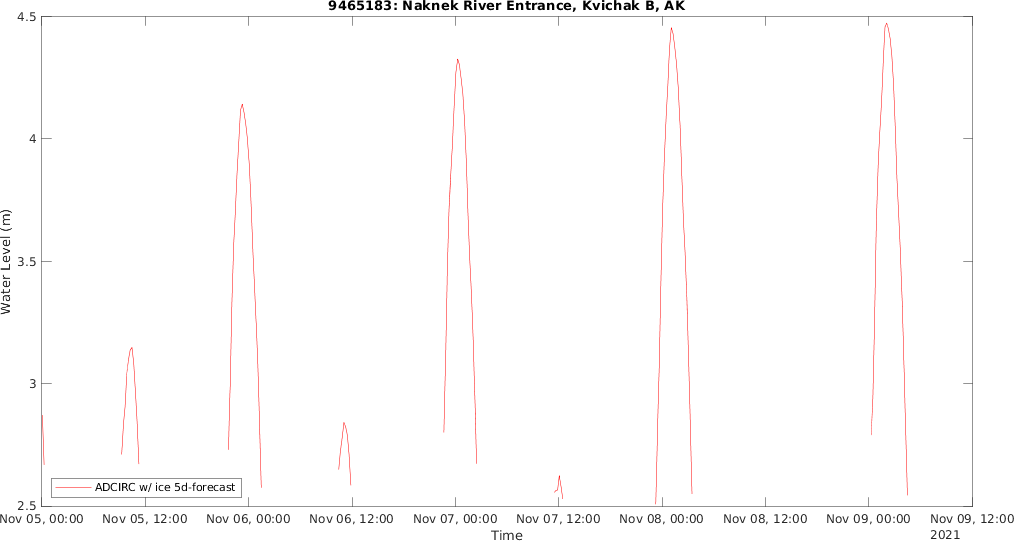 9465183: Naknek River Entrance, Kvichak B, AK
4.5
4
3.5
3
2.5
Water Level (m)
ADCIRC w/ ice 5d-forecast
Nov 05, 00:00 Nov 05, 12:00 Nov 06, 00:00 Nov 06, 12:00 Nov 07, 00:00 Nov 07, 12:00 Nov 08, 00:00 Nov 08, 12:00 Nov 09, 00:00 Nov 09, 12:00
Time
2021